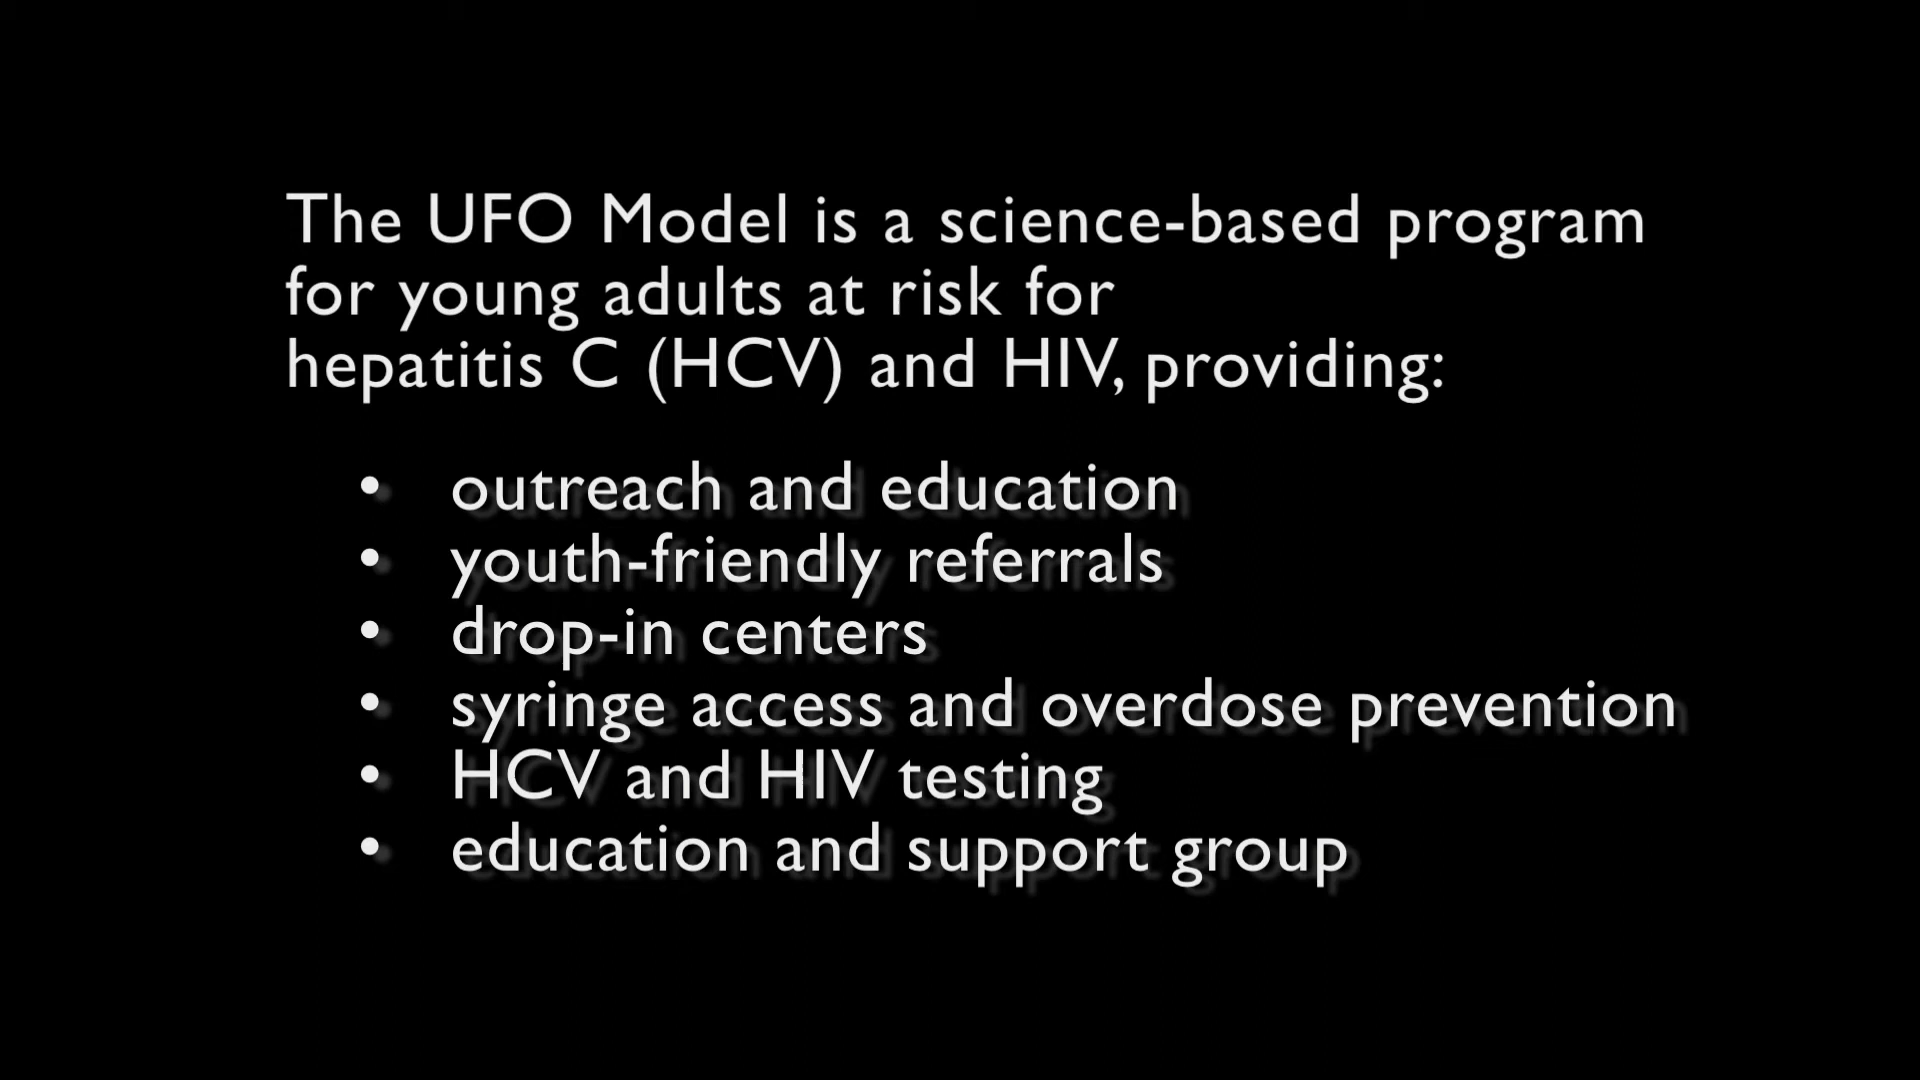 The UFO Model is a science-based program
for young adults at risk for
hepatitis C (HCV) and HIV, providing:
• outreach and education
• youth-friendly referrals
• drop-in centers
• syringe access and overdose prevention
• HCV and HIV testing
• education and support group